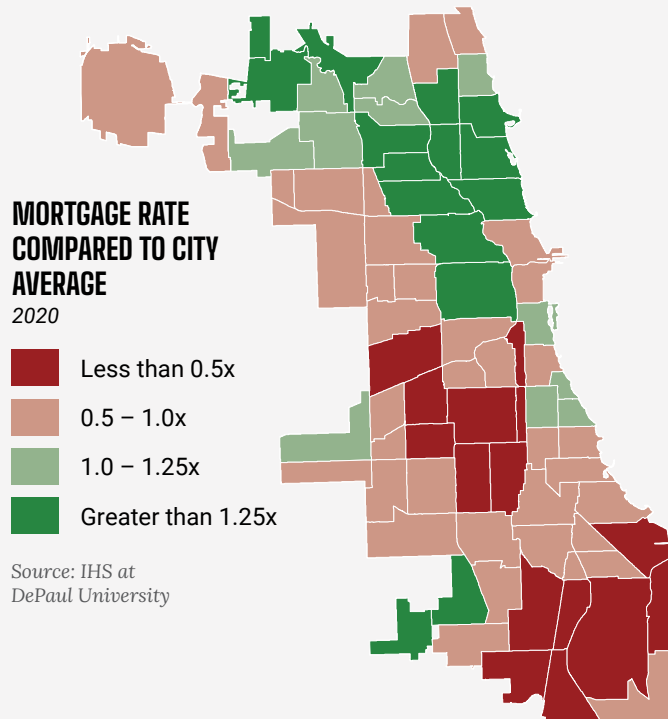 MORTGAGE RATE
COMPARED TO CITY
AVERAGE
2020
Less than 0.5x
0.5 – 1.0x
1.0 – 1.25x
Greater than 1.25x
Source: IHS at
DePaul University